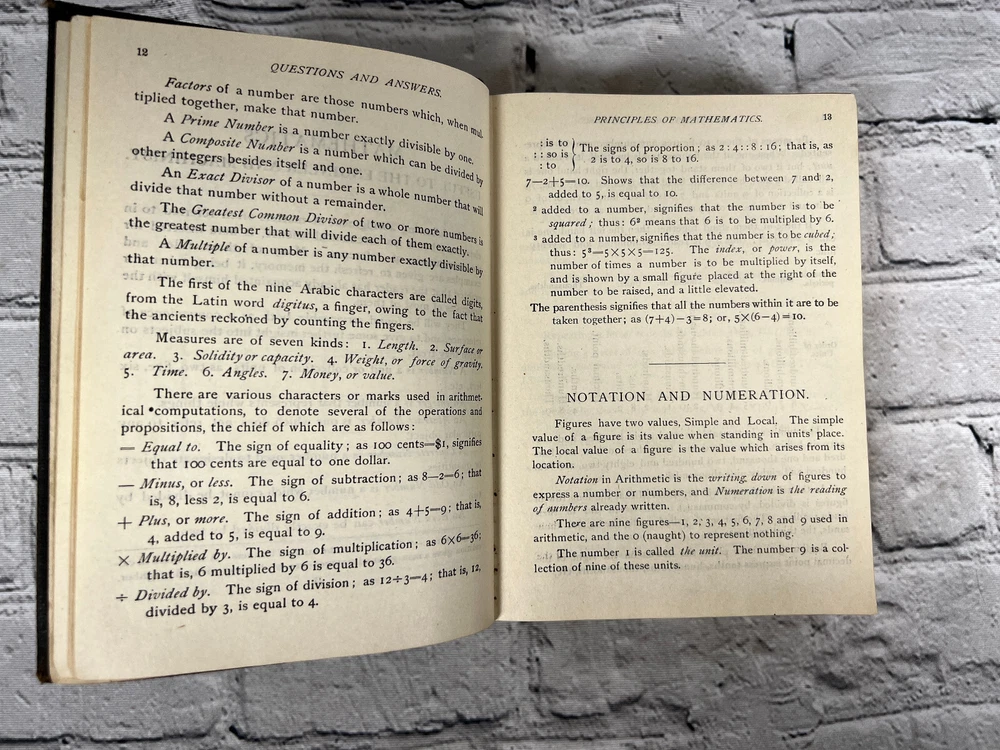 12
QUESTIONS AND ANSWERS.
Factors of a number are those numbers which, when mul-
tiplied together, make that number.
A Prime Number is a number exactly divisible by one.
A Composite Number is a number which can be divided by
other integers besides itself and one.
An Exact Divisor of a number is a whole number that will
divide that number without a remainder.
The Greatest Common Divisor of two or more numbers is
the greatest number that will divide each of them exactly.
A Multiple of a number is any number exactly divisible by
that number.
The first of the nine Arabic characters are called digits,
from the Latin word digitus, a finger, owing to the fact that
the ancients reckoned by counting the fingers.
Measures are of seven kinds: 1. Length. 2. Surface or
area. 3. Solidity or capacity. 4. Weight, or force of gravity.
5. Time. 6. Angles. 7. Money, or value.
There are various characters or marks used in arithmet-
ical computations, to denote several of the operations and
propositions, the chief of which are as follows:
= Equal to. The sign of equality; as 100 cents=$1, signifies
that 100 cents are equal to one dollar.
— Minus, or less. The sign of subtraction; as 8—2=6; that
is, 8, less 2, is equal to 6.
+ Plus, or more. The sign of addition; as 4+5=9; that is,
4, added to 5, is equal to 9.
× Multiplied by. The sign of multiplication; as 6×6=36;
that is, 6 multiplied by 6 is equal to 36.
÷ Divided by. The sign of division; as 12÷3=4; that is, 12,
divided by 3, is equal to 4.
PRINCIPLES OF MATHEMATICS. 13
: is to
: : so is
: to
The signs of proportion; as 2:4::8:16; that is, as
2 is to 4, so is 8 to 16.
7—2+5=10. Shows that the difference between 7 and 2,
added to 5, is equal to 10.
² added to a number, signifies that the number is to be
squared; thus: 6² means that 6 is to be multiplied by 6.
³ added to a number, signifies that the number is to be cubed;
thus: 5³=5×5×5=125. The index, or power, is the
number of times a number is to be multiplied by itself,
and is shown by a small figure placed at the right of the
number to be raised, and a little elevated.
The parenthesis signifies that all the numbers within it are to be
taken together; as (7+4)−3=8; or, 5×(6−4)=10.
NOTATION AND NUMERATION.
Figures have two values, Simple and Local. The simple
value of a figure is its value when standing in units' place.
The local value of a figure is the value which arises from its
location.
Notation in Arithmetic is the writing down of figures to
express a number or numbers, and Numeration is the reading
of numbers already written.
There are nine figures—1, 2, 3, 4, 5, 6, 7, 8 and 9 used in
arithmetic, and the 0 (naught) to represent nothing.
The number 1 is called the unit. The number 9 is a col-
lection of nine of these units.